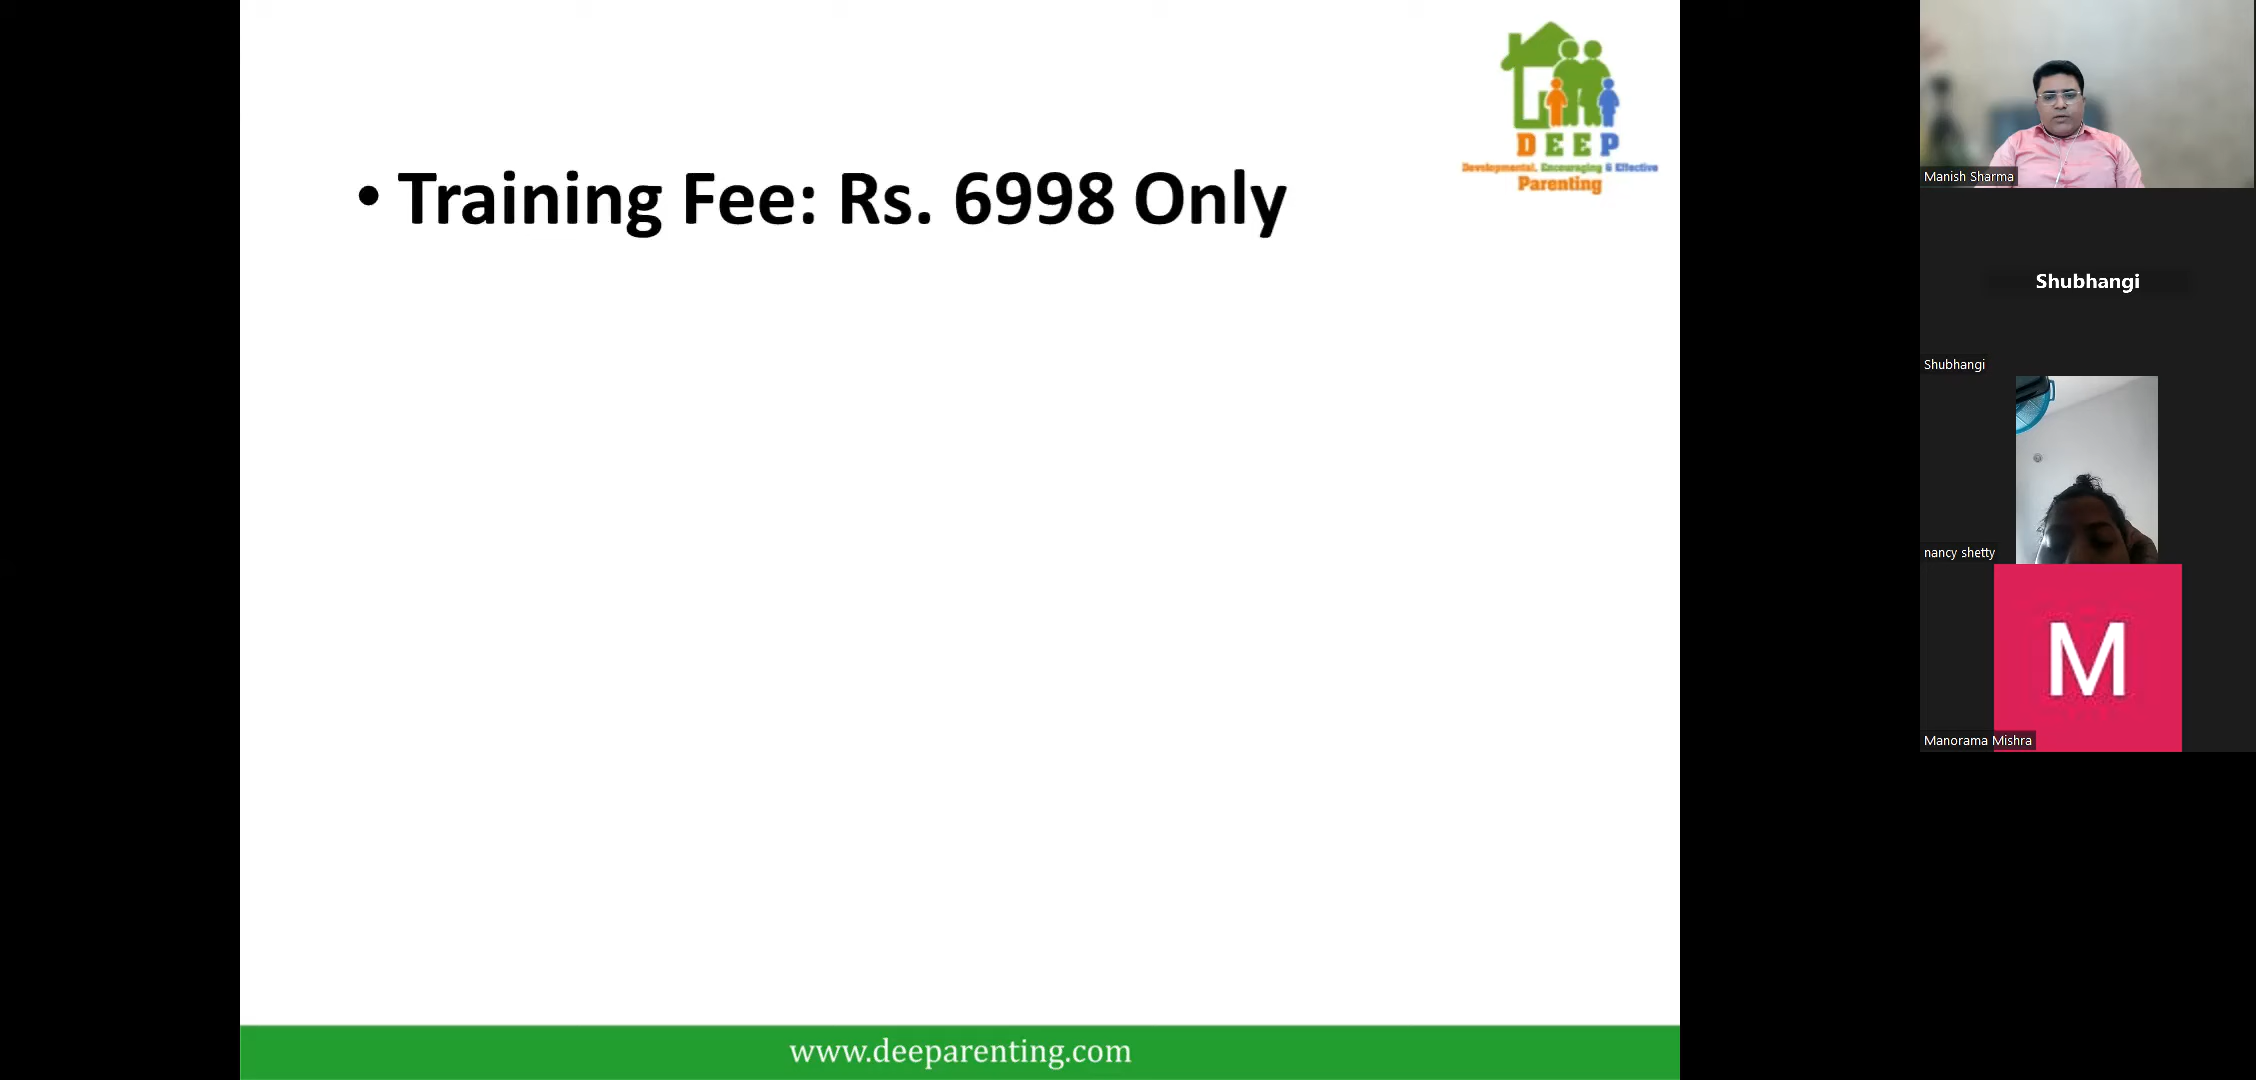 • Training Fee: Rs. 6998 Only
DEEP
Developmental, Encouraging & Effective
Parenting
www.deeparenting.com
Manish Sharma
Shubhangi
Shubhangi
nancy shetty
M
Manorama Mishra